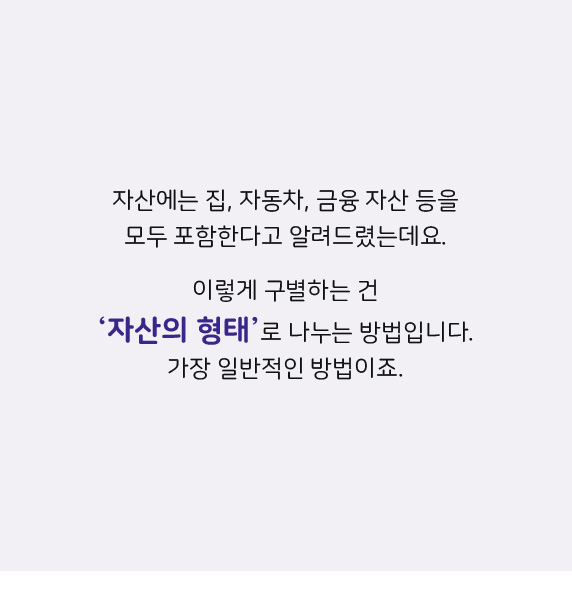 자산에는 집, 자동차, 금융 자산 등을
모두 포함한다고 알려드렸는데요.
이렇게 구별하는 건
‘자산의 형태’로 나누는 방법입니다.
가장 일반적인 방법이죠.